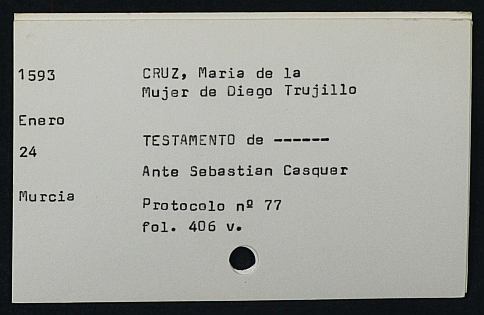 1593
CRUZ, Maria de la
Mujer de Diego Trujillo
Enero
24
TESTAMENTO de ------
Ante Sebastian Casquer
Murcia
Protocolo nº 77
fol. 406 v.